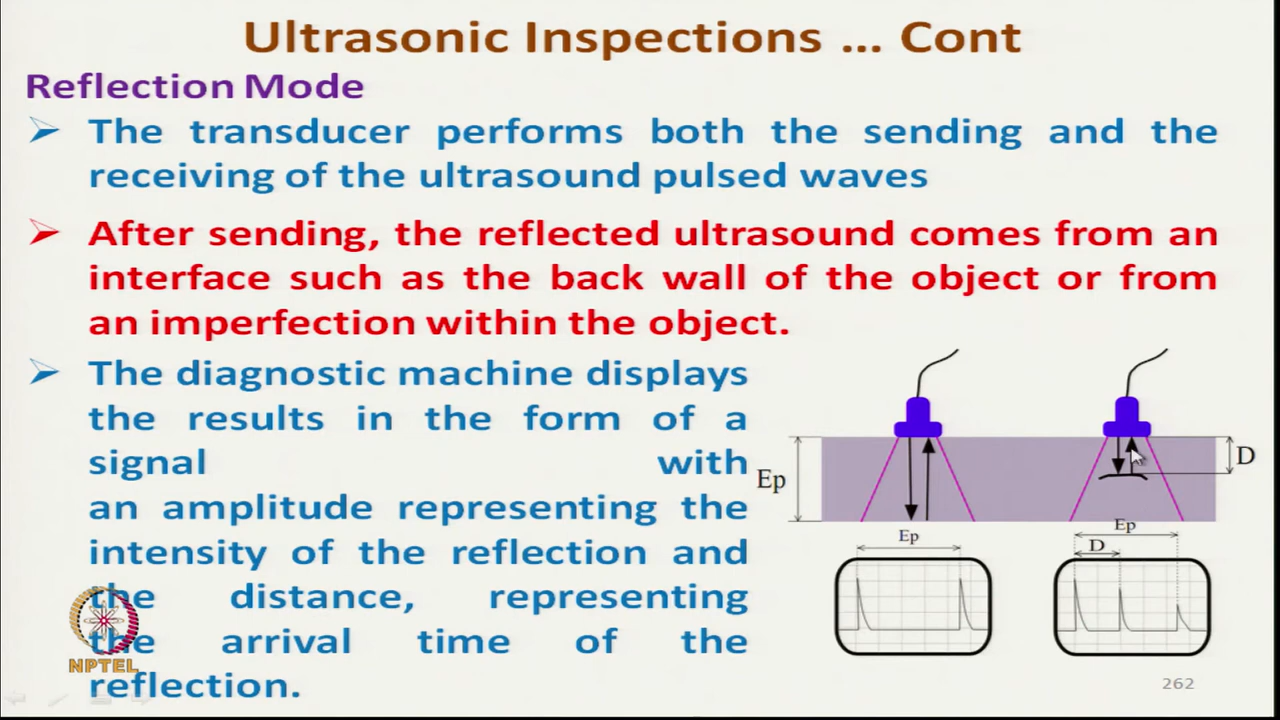 Ultrasonic Inspections ... Cont
Reflection Mode
➢ The transducer performs both the sending and the
receiving of the ultrasound pulsed waves
➢ After sending, the reflected ultrasound comes from an
interface such as the back wall of the object or from
an imperfection within the object.
➢ The diagnostic machine displays
the results in the form of a
signal with
an amplitude representing the
intensity of the reflection and
the distance, representing
the arrival time of the
reflection.
Ep
D
Ep
Ep
D
NPTEL
262